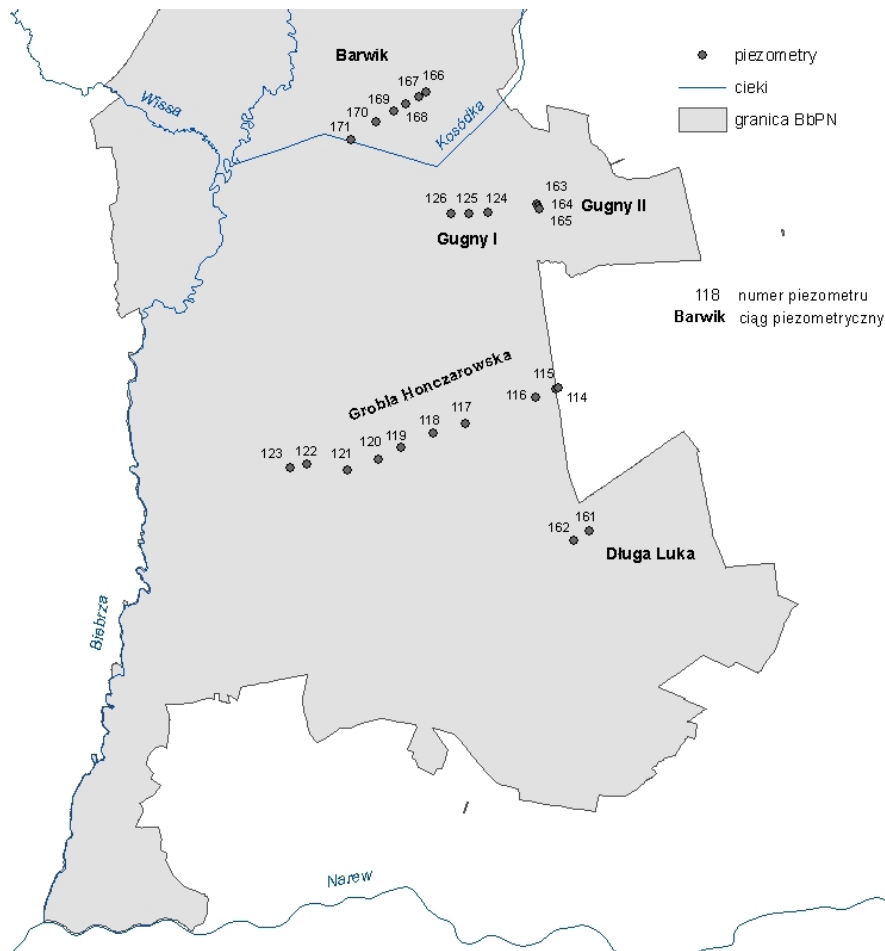 piezometry
cieki
granica BbPN
118 numer piezometru
Barwik ciąg piezometryczny
Barwik
166
167
168
169
170
171
Wissa
Kosódka
163
164
165
Gugny II
126
125
124
Gugny I
Grobla Honczarowska
115
114
116
117
118
119
120
121
122
123
161
162
Długa Luka
Biebrza
Narew